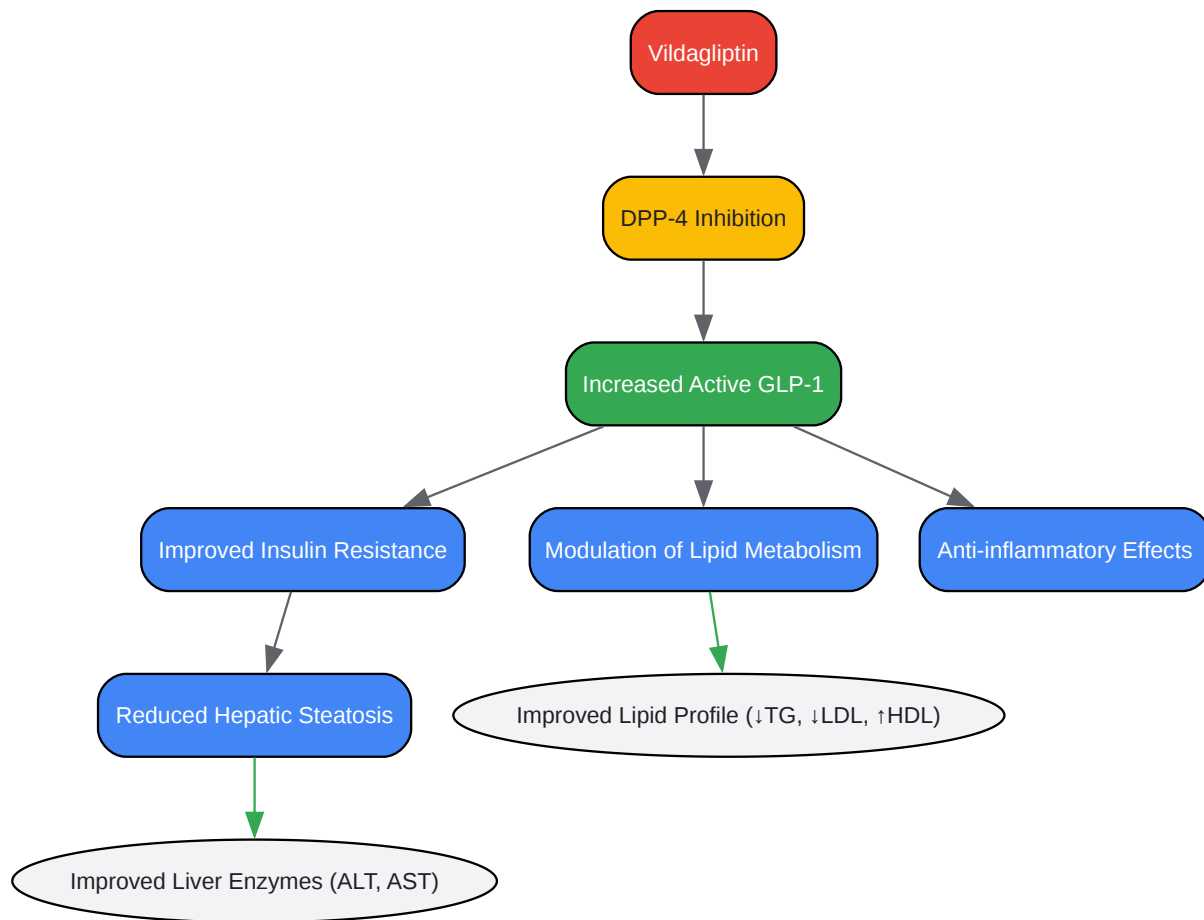 Vildagliptin
DPP-4 Inhibition
Increased Active GLP-1
Improved Insulin Resistance
Modulation of Lipid Metabolism
Anti-inflammatory Effects
Reduced Hepatic Steatosis
Improved Lipid Profile (↓TG, ↓LDL, ↑HDL)
Improved Liver Enzymes (ALT, AST)